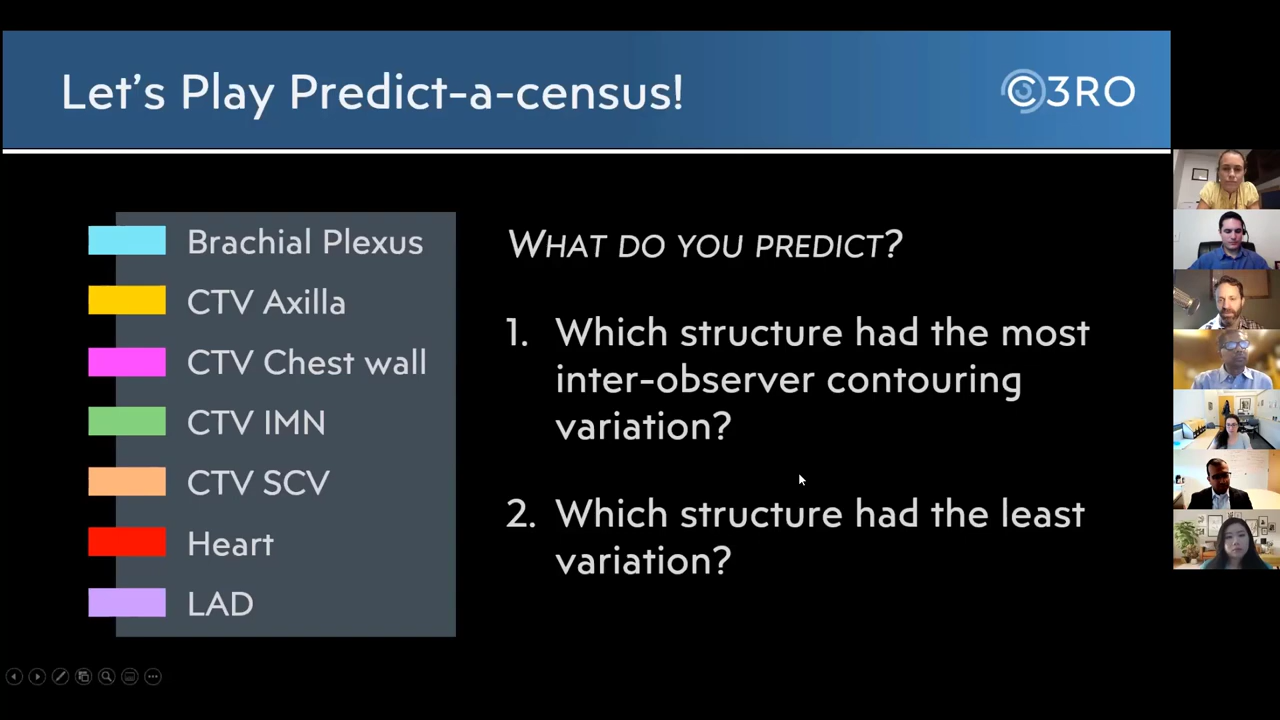 Let's Play Predict-a-census!
C3RO
Brachial Plexus
CTV Axilla
CTV Chest wall
CTV IMN
CTV SCV
Heart
LAD
WHAT DO YOU PREDICT?
1. Which structure had the most
inter-observer contouring
variation?
2. Which structure had the least
variation?